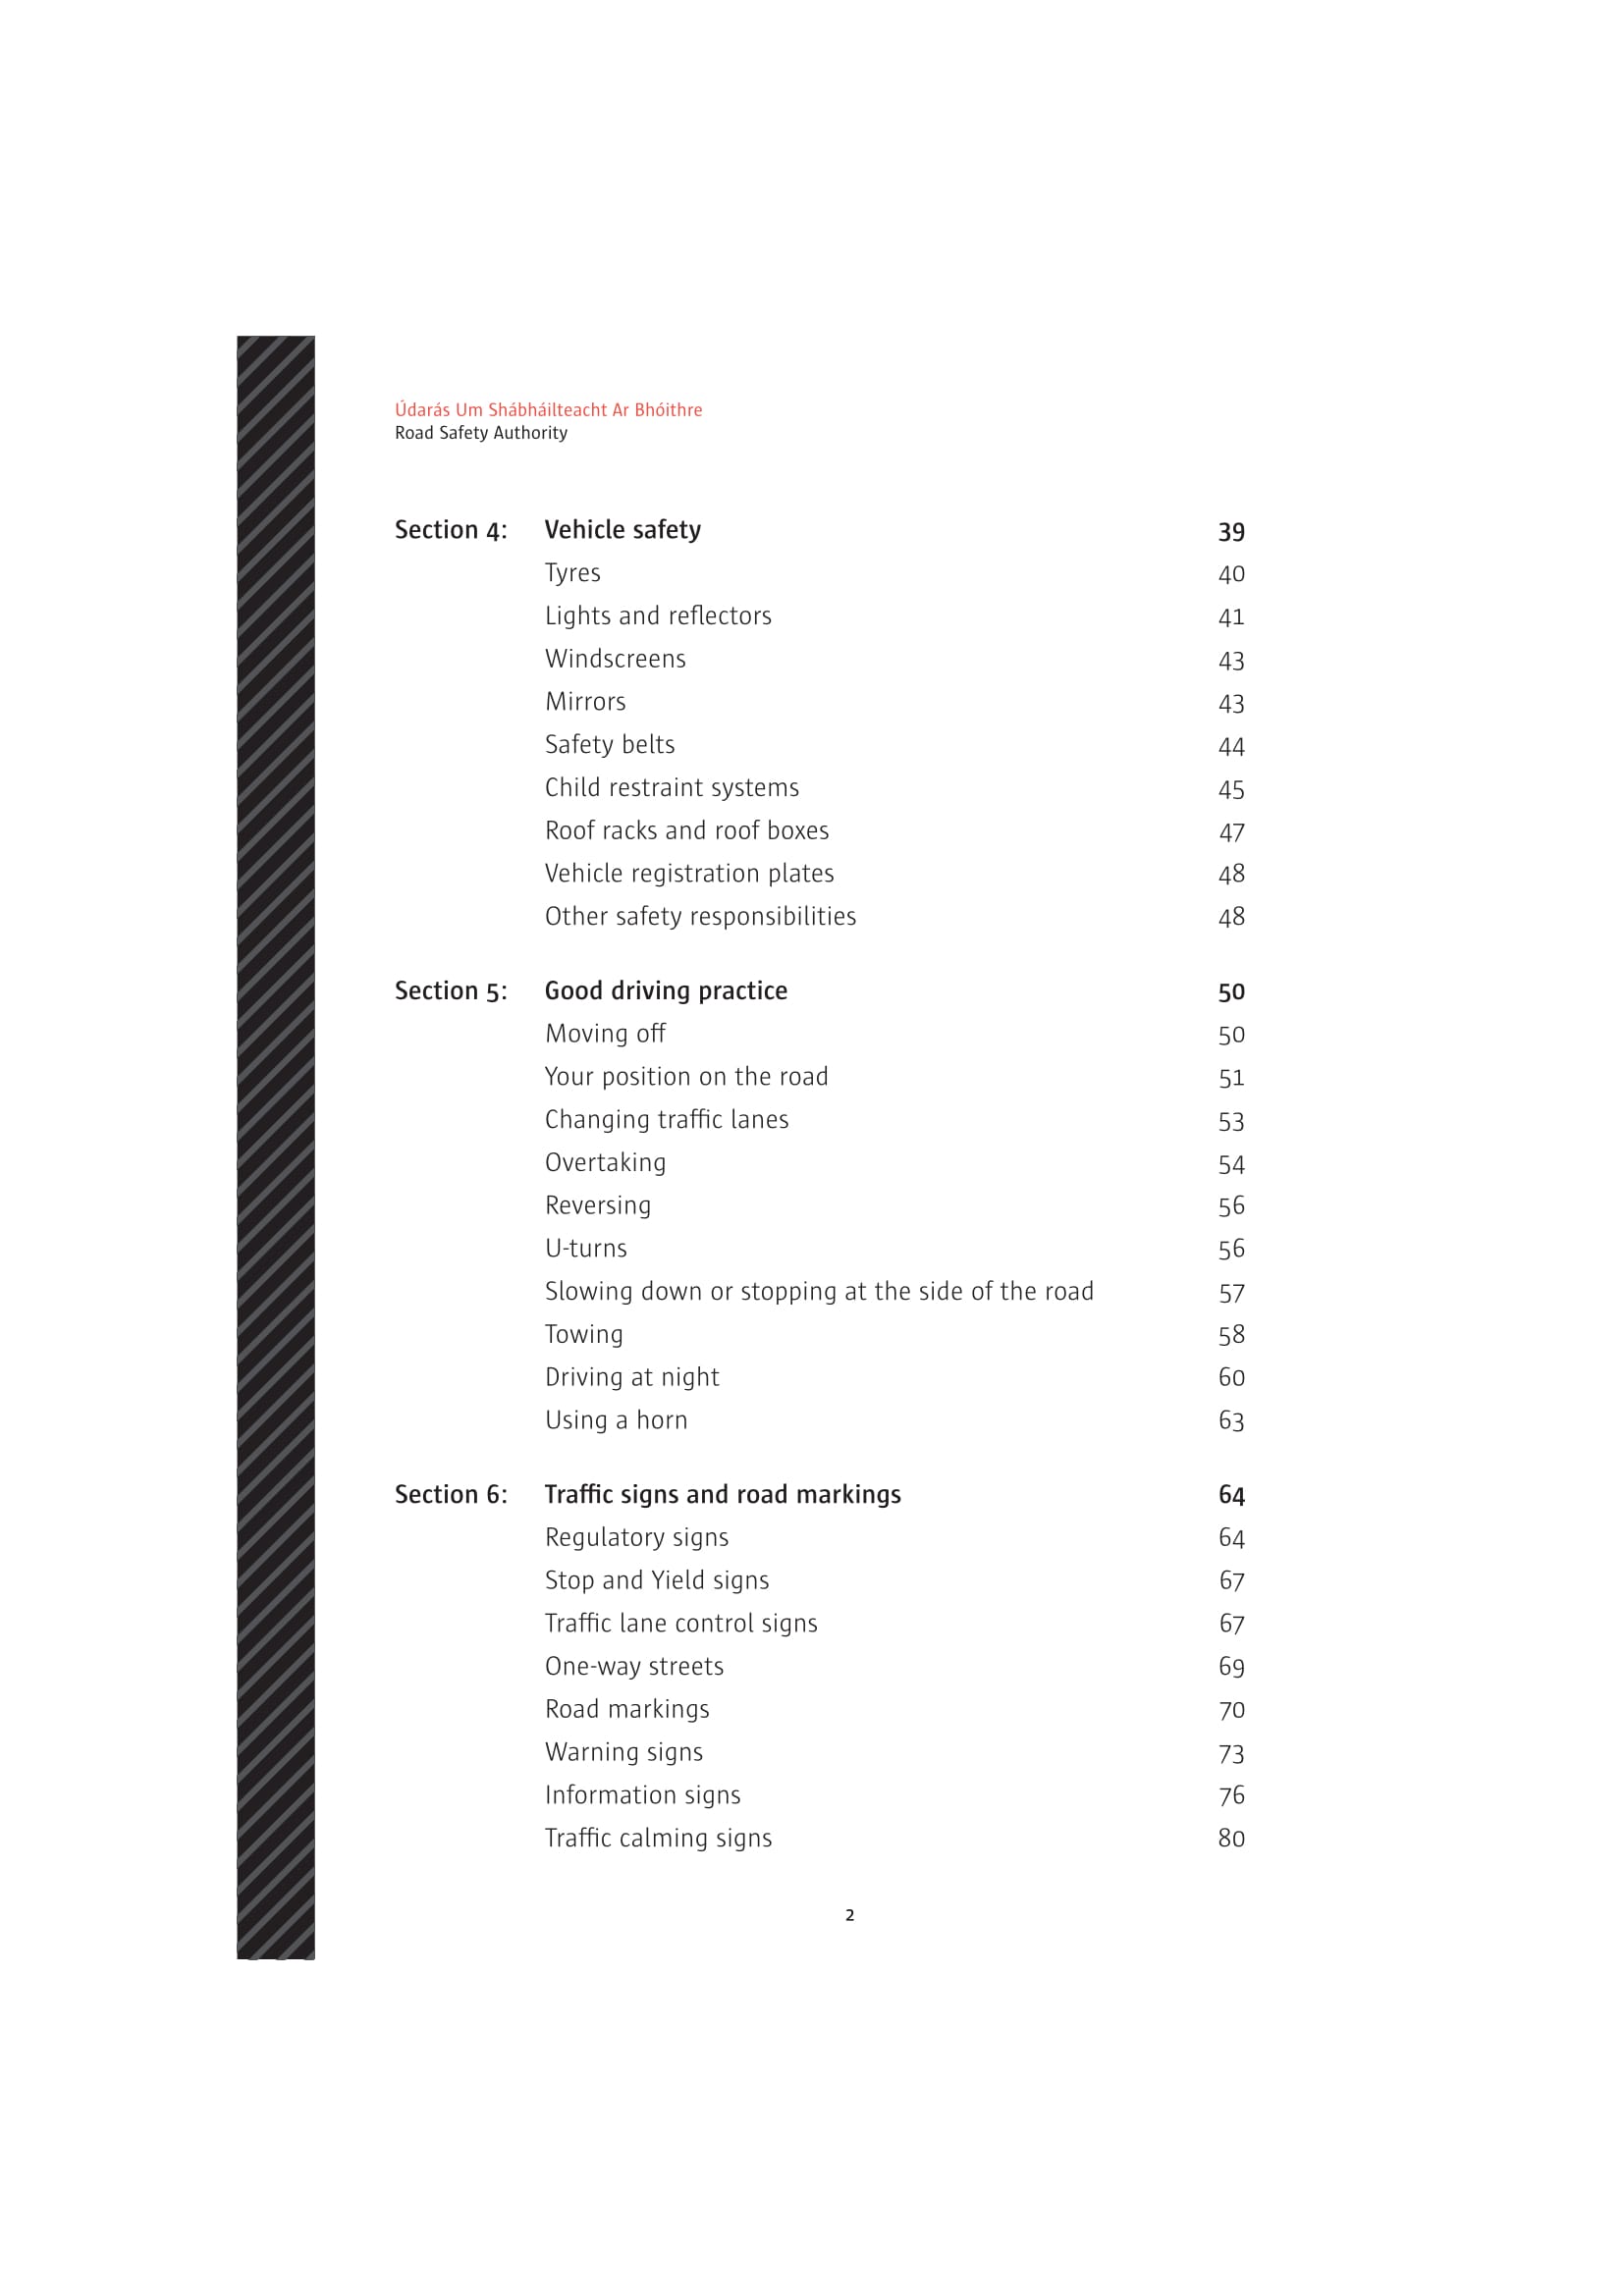 Údarás Um Shábháilteacht Ar Bhóithre
Road Safety Authority
Section 4: Vehicle safety 39
Tyres 40
Lights and reflectors 41
Windscreens 43
Mirrors 43
Safety belts 44
Child restraint systems 45
Roof racks and roof boxes 47
Vehicle registration plates 48
Other safety responsibilities 48
Section 5: Good driving practice 50
Moving off 50
Your position on the road 51
Changing traffic lanes 53
Overtaking 54
Reversing 56
U-turns 56
Slowing down or stopping at the side of the road 57
Towing 58
Driving at night 60
Using a horn 63
Section 6: Traffic signs and road markings 64
Regulatory signs 64
Stop and Yield signs 67
Traffic lane control signs 67
One-way streets 69
Road markings 70
Warning signs 73
Information signs 76
Traffic calming signs 80
2